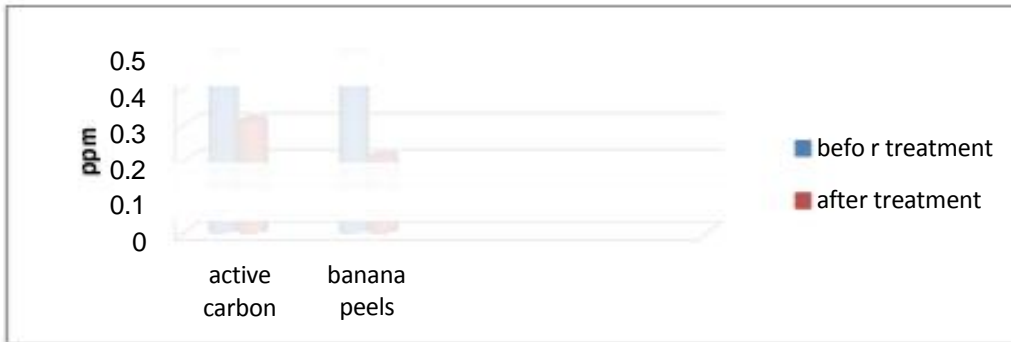 0.5
0.4
0.3
0.2
0.1
0
ppm
active
carbon
banana
peels
befo r treatment
after treatment